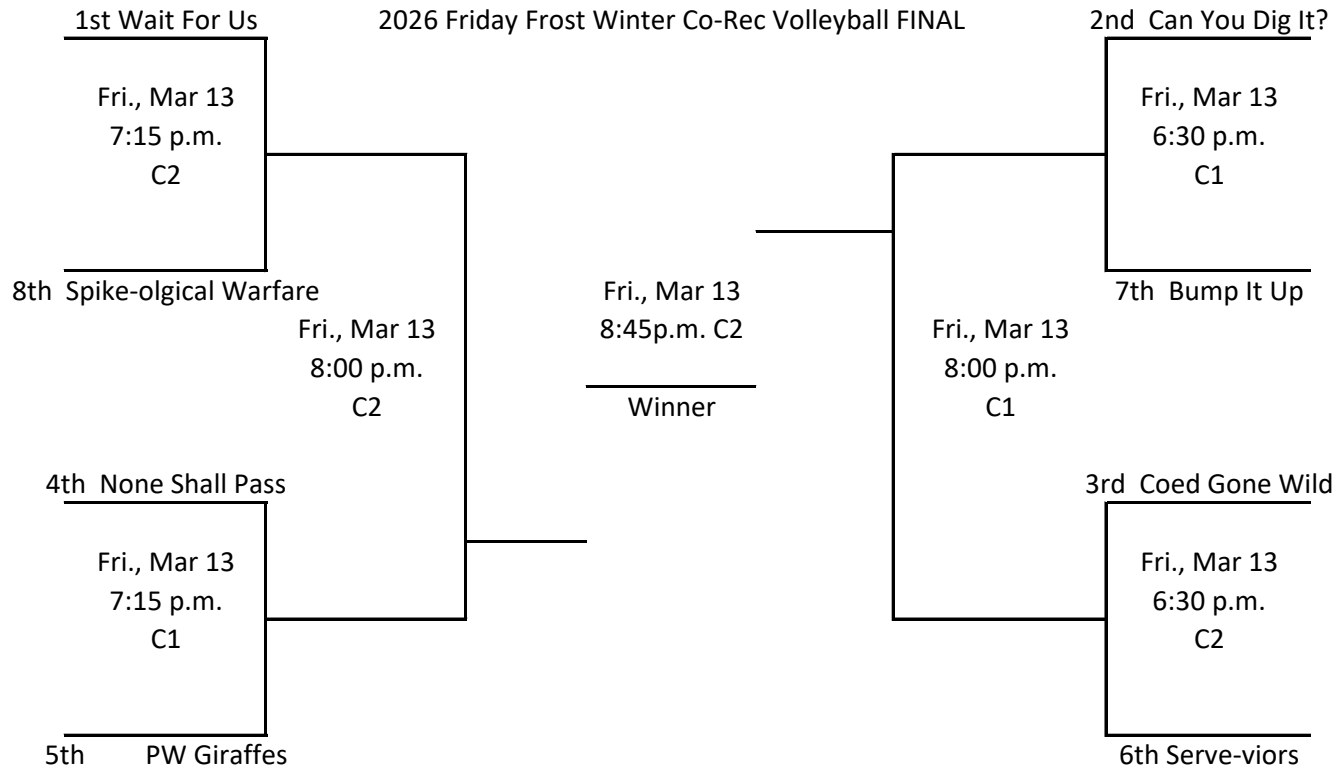 1st Wait For Us
2026 Friday Frost Winter Co-Rec Volleyball FINAL
2nd  Can You Dig It?
Fri., Mar 13
7:15 p.m.
C2
Fri., Mar 13
6:30 p.m.
C1
8th  Spike-olgical Warfare
7th  Bump It Up
Fri., Mar 13
8:00 p.m.
C2
Fri., Mar 13
8:45p.m. C2
Winner
Fri., Mar 13
8:00 p.m.
C1
4th  None Shall Pass
3rd  Coed Gone Wild
Fri., Mar 13
7:15 p.m.
C1
Fri., Mar 13
6:30 p.m.
C2
5th PW Giraffes
6th Serve-viors